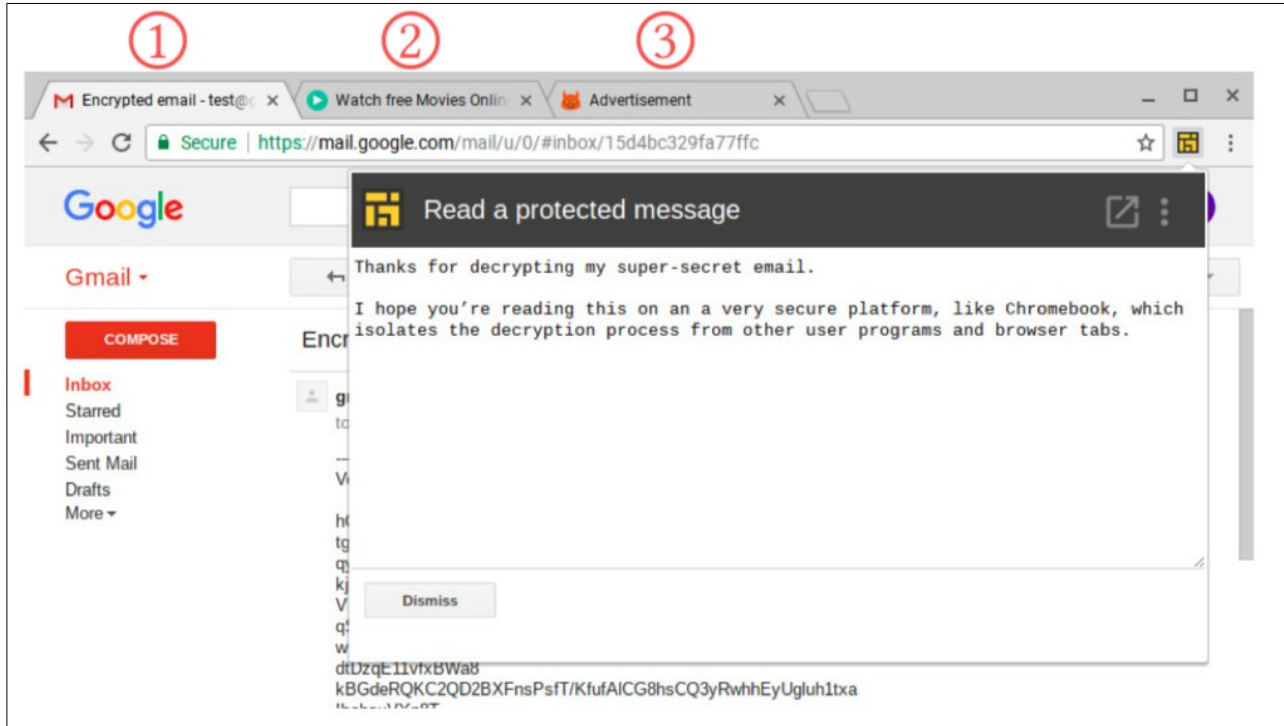 ① ② ③
Encrypted email - test@g Watch free Movies Onlin Advertisement
Secure https://mail.google.com/mail/u/0/#inbox/15d4bc329fa77ffc
Google
Read a protected message
Gmail
Thanks for decrypting my super-secret email.
I hope you’re reading this on an a very secure platform, like Chromebook, which
isolates the decryption process from other user programs and browser tabs.
COMPOSE
Encr
Inbox
Starred
Important
Sent Mail
Drafts
More
Dismiss
dtDzqE11vfxBWa8
kBGdeRQKC2QD2BXFnsPsfT/KfufAlCG8hsCQ3yRwhhEyUgluh1txa